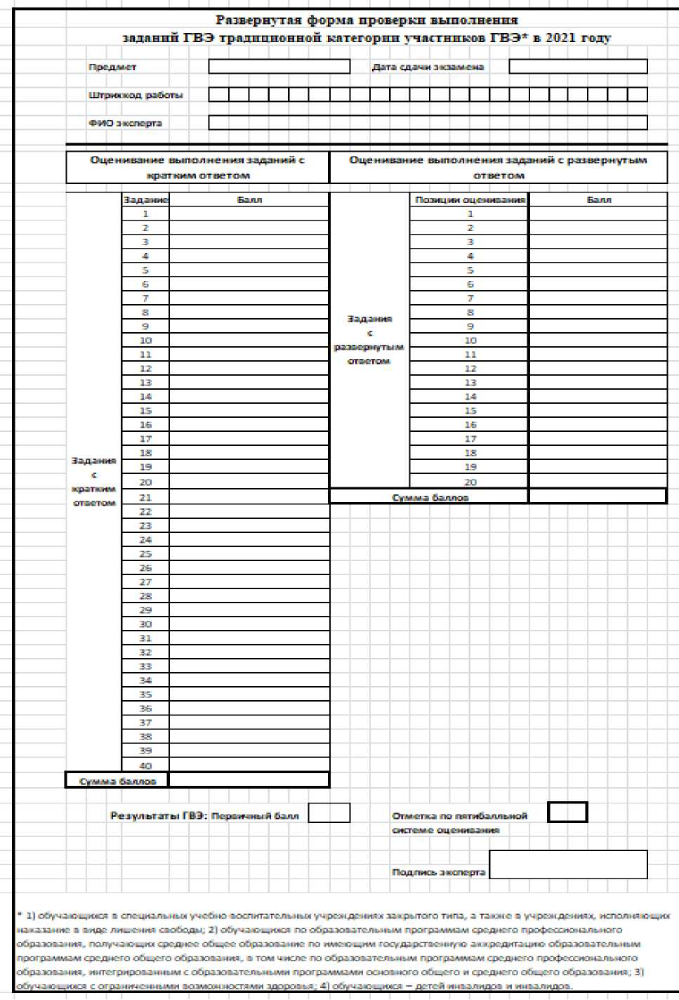 Развернутая форма проверки выполнения
заданий ГВЭ традиционной категории участников ГВЭ* в 2021 году
Предмет
Дата сдачи экзамена
Штрихкод работы
ФИО эксперта
Оценивание выполнения заданий с
кратким ответом
Оценивание выполнения заданий с развернутым
ответом
Задания
с
кратким
ответом
Задание Балл
1
2
3
4
5
6
7
8
9
10
11
12
13
14
15
16
17
18
19
20
21
22
23
24
25
26
27
28
29
30
31
32
33
34
35
36
37
38
39
40
Сумма баллов
Задания
с
развернутым
ответом
Позиции оценивания Балл
1
2
3
4
5
6
7
8
9
10
11
12
13
14
15
16
17
18
19
20
Сумма баллов
Результаты ГВЭ: Первичный балл
Отметка по пятибалльной
системе оценивания
Подпись эксперта
* 1) обучающихся в специальных учебно воспитательных учреждениях закрытого типа, а также в учреждениях, исполняющих
наказание в виде лишения свободы; 2) обучающихся по образовательным программам среднего профессионального
образования, получающих среднее общее образование по имеющим государственную аккредитацию образовательным
программам среднего общего образования, в том числе по образовательным программам среднего профессионального
образования, интегрированным с образовательными программами основного общего и среднего общего образования; 3)
обучающихся с ограниченными возможностями здоровья; 4) обучающихся – детей инвалидов и инвалидов.